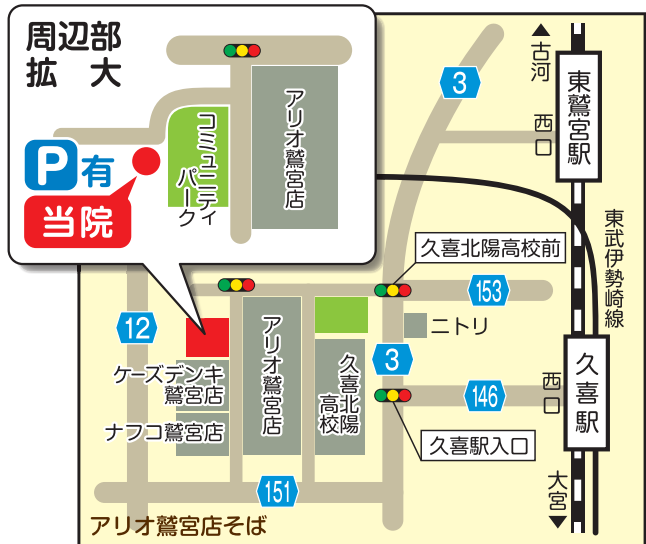 周辺部
拡大
P有
当院
コミュニティ
パーク
アリオ鷲宮店
3
古河
西口
東鷲宮駅
東武伊勢崎線
久喜北陽高校前
153
12
アリオ鷲宮店
ニトリ
3
ケーズデンキ
鷲宮店
ナフコ鷲宮店
久喜北陽
高校
146
西口
久喜駅
久喜駅入口
151
大宮
アリオ鷲宮店そば